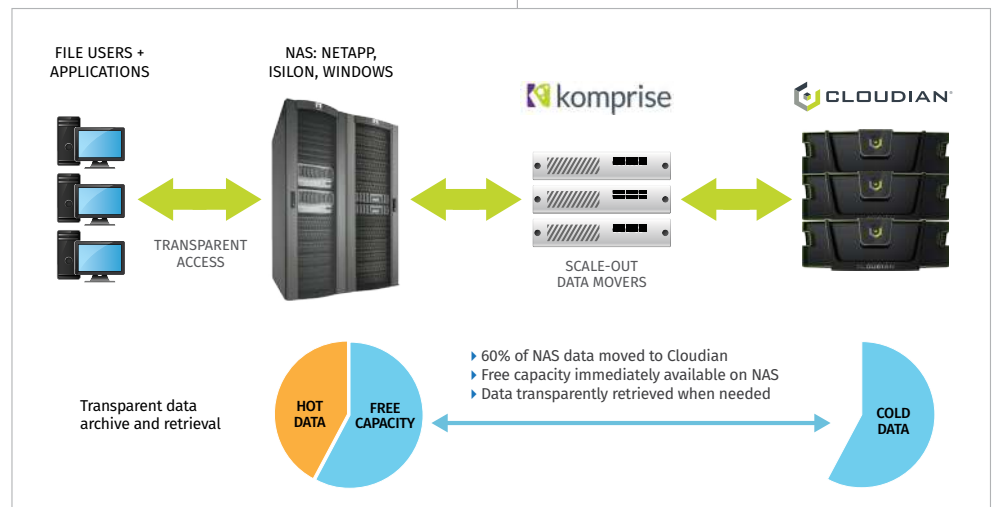 FILE USERS +
APPLICATIONS
NAS: NETAPP,
ISILON, WINDOWS
komprise
CLOUDIAN®
TRANSPARENT
ACCESS
SCALE-OUT
DATA MOVERS
CLOUDIAN
60% of NAS data moved to Cloudian
Free capacity immediately available on NAS
Data transparently retrieved when needed
Transparent data
archive and retrieval
HOT
DATA
FREE
CAPACITY
COLD
DATA